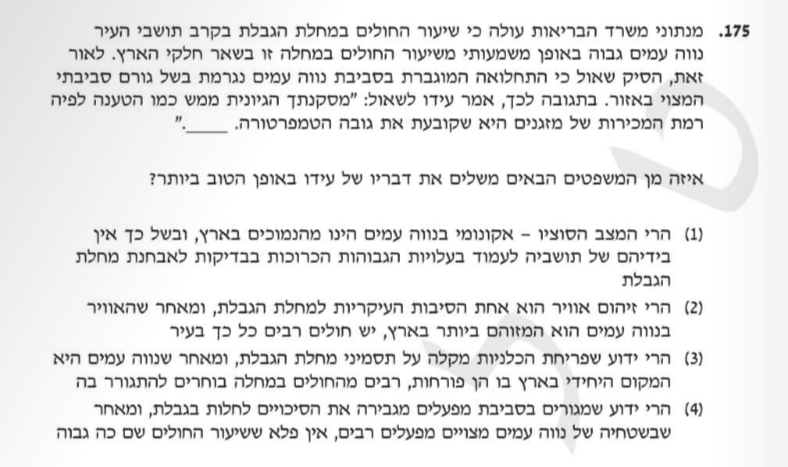 175. מנתוני משרד הבריאות עולה כי שיעור החולים במחלת הגבלת בקרב תושבי העיר
נווה עמים גבוה באופן משמעותי משיעור החולים במחלה זו בשאר חלקי הארץ. לאור
זאת, הסיק שאול כי התחלואה המוגברת בסביבת נווה עמים נגרמת בשל גורם סביבתי
המצוי באזור. בתגובה לכך, אמר עידו לשאול: "מסקנתך הגיונית ממש כמו הטענה לפיה
רמת המכירות של מזגנים היא שקובעת את גובה הטמפרטורה. _____."
איזה מן המשפטים הבאים משלים את דבריו של עידו באופן הטוב ביותר?
(1) הרי המצב הסוציו – אקונומי בנווה עמים הינו מהנמוכים בארץ, ובשל כך אין
בידיהם של תושביה לעמוד בעלויות הגבוהות הכרוכות בבדיקות לאבחנת מחלת
הגבלת
(2) הרי זיהום אוויר הוא אחת הסיבות העיקריות למחלת הגבלת, ומאחר שהאוויר
בנווה עמים הוא המזוהם ביותר בארץ, יש חולים רבים כל כך בעיר
(3) הרי ידוע שפריחת הכלניות מקלה על תסמיני מחלת הגבלת, ומאחר שנווה עמים היא
המקום היחידי בארץ בו הן פורחות, רבים מהחולים במחלה בוחרים להתגורר בה
(4) הרי ידוע שמגורים בסביבת מפעלים מגבירה את הסיכויים לחלות בגבלת, ומאחר
שבשטחיה של נווה עמים מצויים מפעלים רבים, אין פלא ששיעור החולים שם כה גבוה